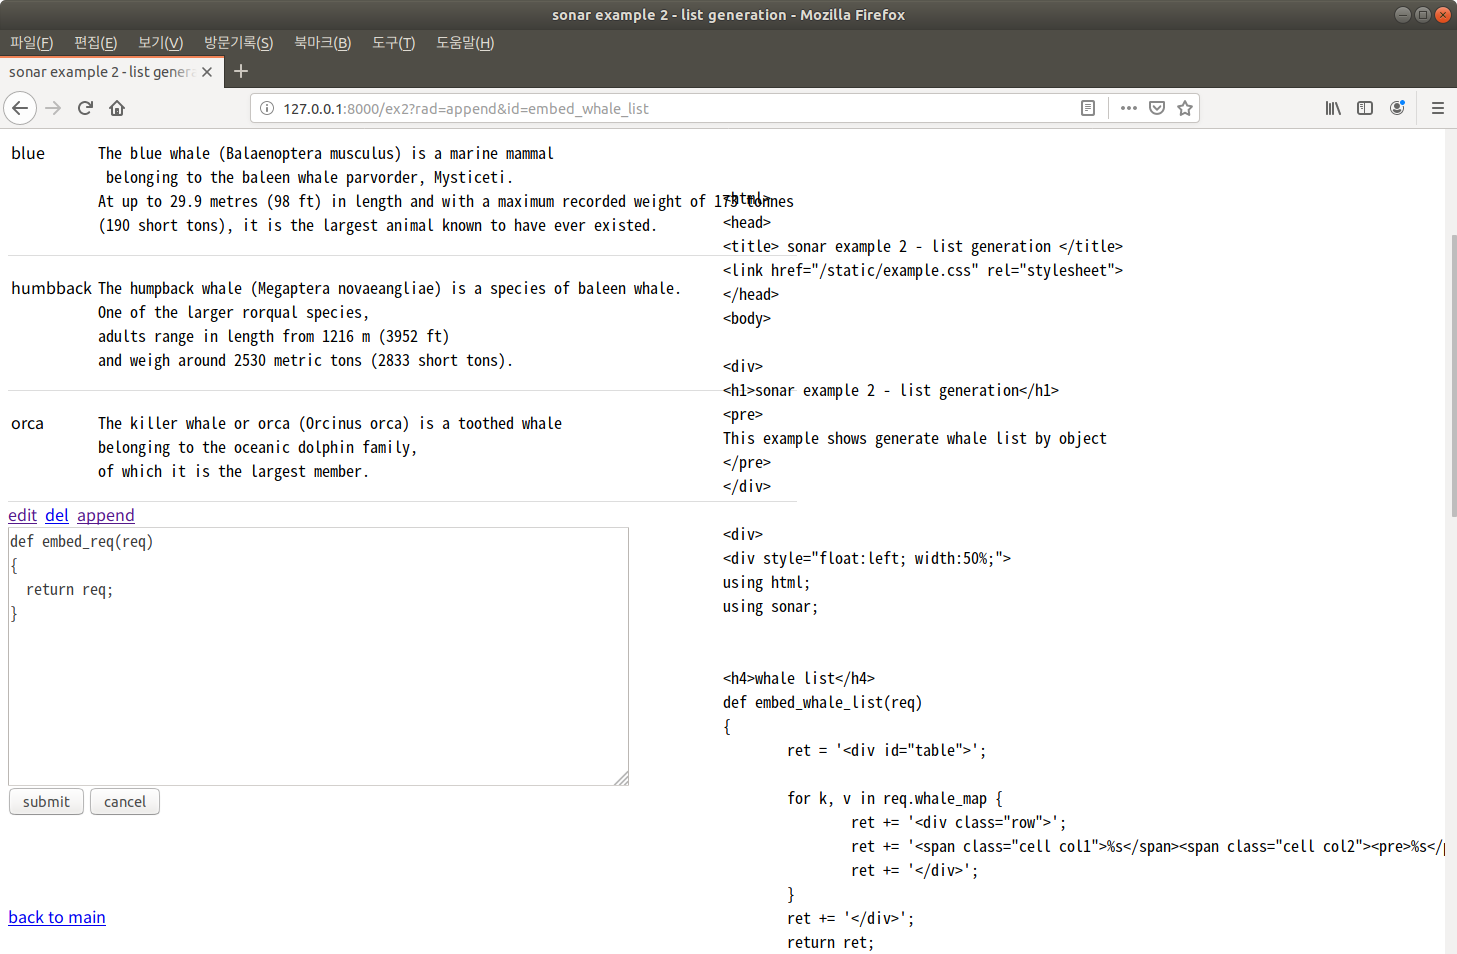 sonar example 2 - list generation - Mozilla Firefox
파일(F) 편집(E) 보기(V) 방문기록(S) 북마크(B) 도구(T) 도움말(H)
sonar example 2 - list genera
127.0.0.1:8000/ex2?rad=append&id=embed_whale_list
blue
The blue whale (Balaenoptera musculus) is a marine mammal
belonging to the baleen whale parvorder, Mysticeti.
At up to 29.9 metres (98 ft) in length and with a maximum recorded weight of 173 tonnes
(190 short tons), it is the largest animal known to have ever existed.
humbback
The humpback whale (Megaptera novaeangliae) is a species of baleen whale.
One of the larger rorqual species,
adults range in length from 1216 m (3952 ft)
and weigh around 2530 metric tons (2833 short tons).
orca
The killer whale or orca (Orcinus orca) is a toothed whale
belonging to the oceanic dolphin family,
of which it is the largest member.
edit del append
def embed_req(req)
{
  return req;
}
submit cancel
back to main
<html>
<head>
<title> sonar example 2 - list generation </title>
<link href="/static/example.css" rel="stylesheet">
</head>
<body>
<div>
<h1>sonar example 2 - list generation</h1>
<pre>
This example shows generate whale list by object
</pre>
</div>
<div>
<div style="float:left; width:50%;">
using html;
using sonar;
<h4>whale list</h4>
def embed_whale_list(req)
{
        ret = '<div id="table">';
        for k, v in req.whale_map {
                ret += '<div class="row">';
                ret += '<span class="cell col1">%s</span><span class="cell col2"><pre>%s</p
                ret += '</div>';
        }
        ret += '</div>';
        return ret;